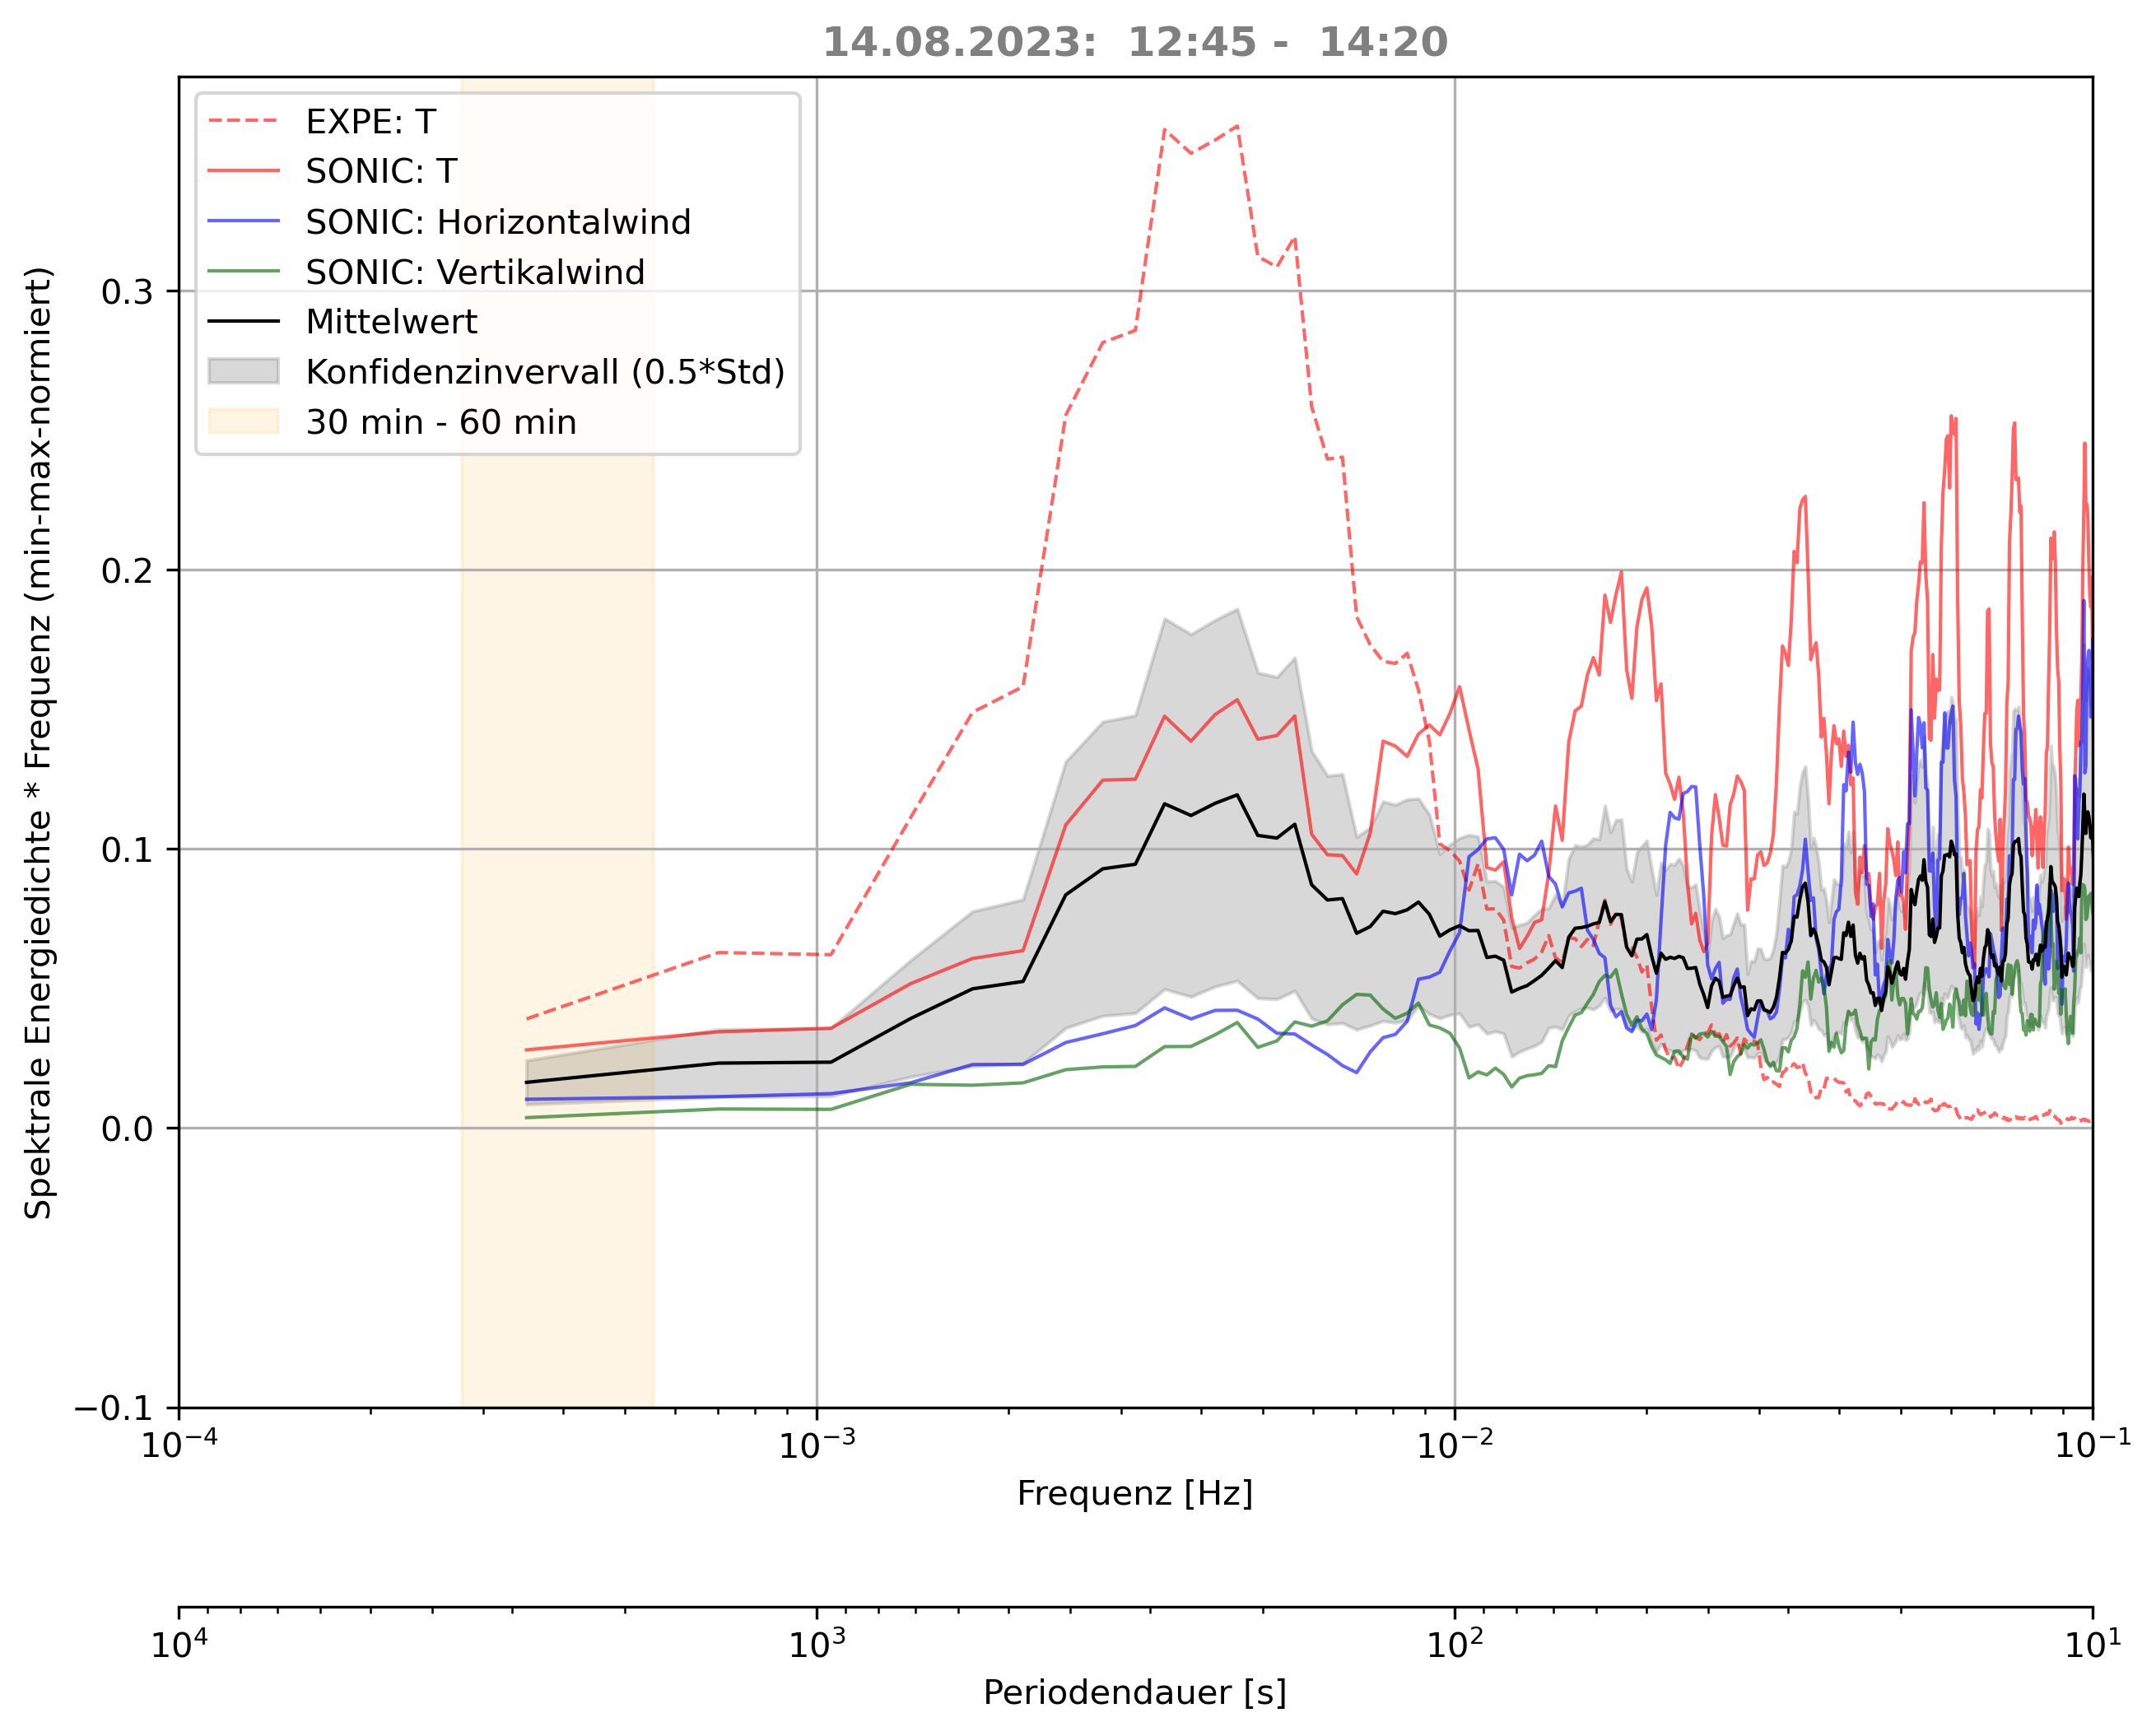 14.08.2023:  12:45 -  14:20
EXPE: T
SONIC: T
SONIC: Horizontalwind
SONIC: Vertikalwind
Mittelwert
Konfidenzinvervall (0.5*Std)
30 min - 60 min
Spektrale Energiedichte * Frequenz (min-max-normiert)
0.3
0.2
0.1
0.0
−0.1
10⁻⁴ 10⁻³ 10⁻² 10⁻¹
Frequenz [Hz]
10⁴ 10³ 10² 10¹
Periodendauer [s]